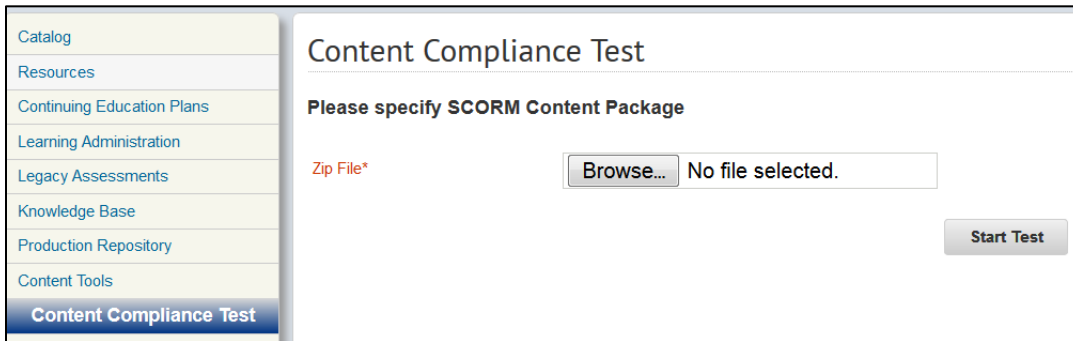 Catalog
Resources
Continuing Education Plans
Learning Administration
Legacy Assessments
Knowledge Base
Production Repository
Content Tools
Content Compliance Test
Content Compliance Test
Please specify SCORM Content Package
Zip File* Browse... No file selected.
Start Test